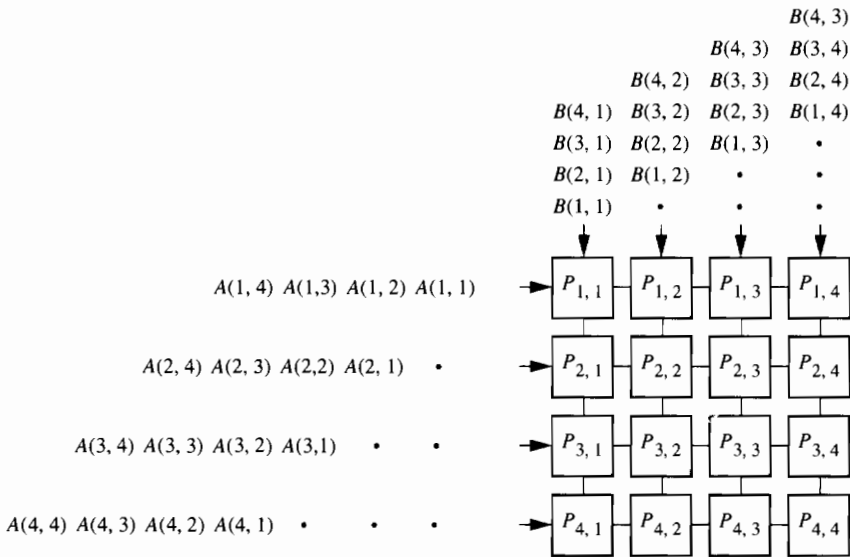 B(4, 3)
B(4, 3) B(3, 4)
B(4, 2) B(3, 3) B(2, 4)
B(4, 1) B(3, 2) B(2, 3) B(1, 4)
B(3, 1) B(2, 2) B(1, 3) •
B(2, 1) B(1, 2) • •
B(1, 1) • • •
A(1, 4) A(1,3) A(1, 2) A(1, 1) P1, 1 P1, 2 P1, 3 P1, 4
A(2, 4) A(2, 3) A(2,2) A(2, 1) • P2, 1 P2, 2 P2, 3 P2, 4
A(3, 4) A(3, 3) A(3, 2) A(3,1) • • P3, 1 P3, 2 P3, 3 P3, 4
A(4, 4) A(4, 3) A(4, 2) A(4, 1) • • • P4, 1 P4, 2 P4, 3 P4, 4